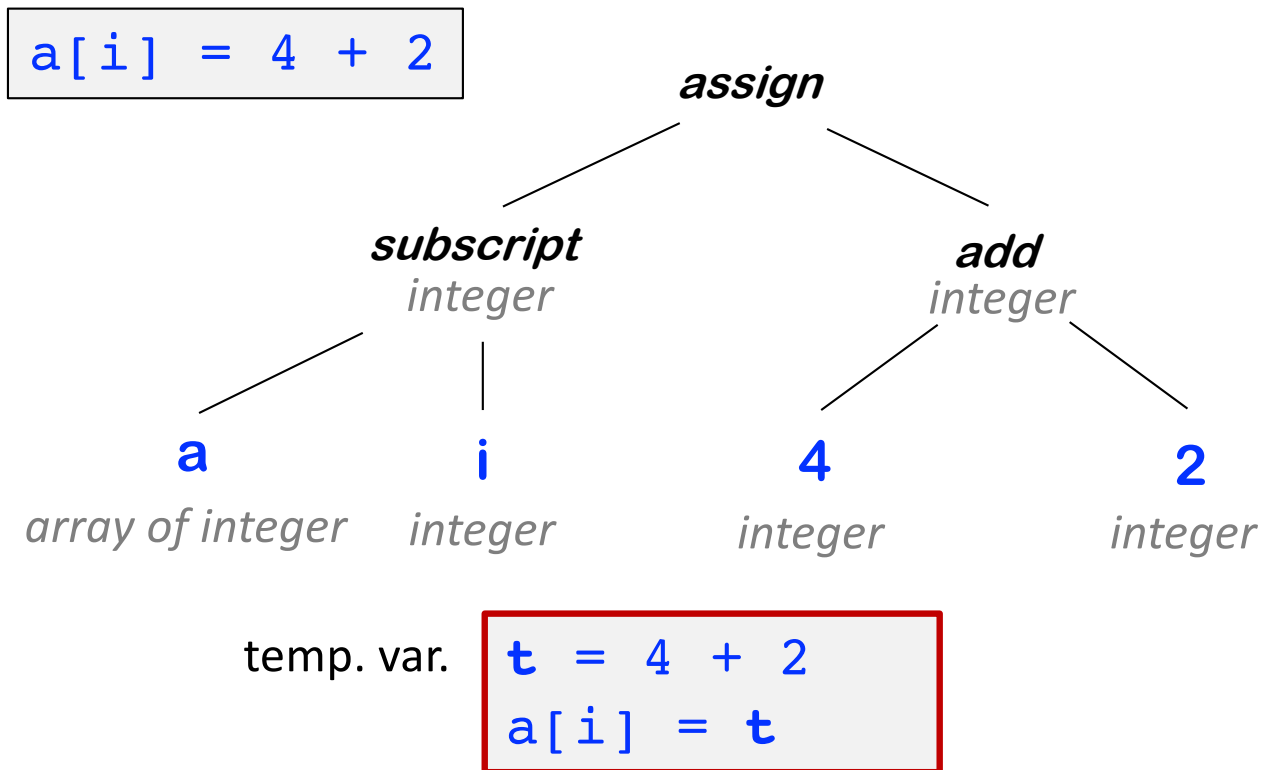 a[i] = 4 + 2
assign
subscript
integer
add
integer
a
i
4
2
array of integer
integer
integer
integer
temp. var.
t = 4 + 2
a[i] = t